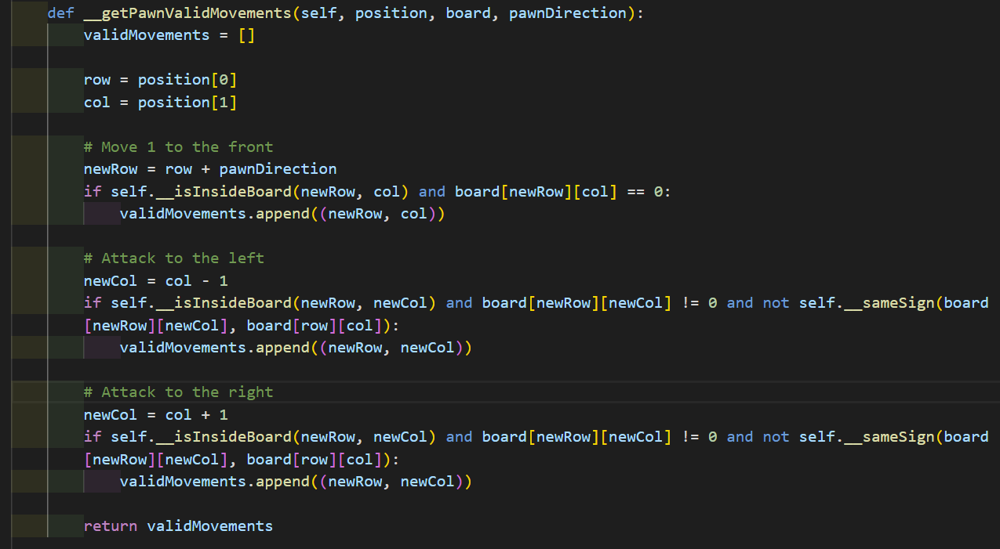 def __getPawnValidMovements(self, position, board, pawnDirection):
validMovements = []
row = position[0]
col = position[1]
# Move 1 to the front
newRow = row + pawnDirection
if self.__isInsideBoard(newRow, col) and board[newRow][col] == 0:
validMovements.append((newRow, col))
# Attack to the left
newCol = col - 1
if self.__isInsideBoard(newRow, newCol) and board[newRow][newCol] != 0 and not self.__sameSign(board
[newRow][newCol], board[row][col]):
validMovements.append((newRow, newCol))
# Attack to the right
newCol = col + 1
if self.__isInsideBoard(newRow, newCol) and board[newRow][newCol] != 0 and not self.__sameSign(board
[newRow][newCol], board[row][col]):
validMovements.append((newRow, newCol))
return validMovements